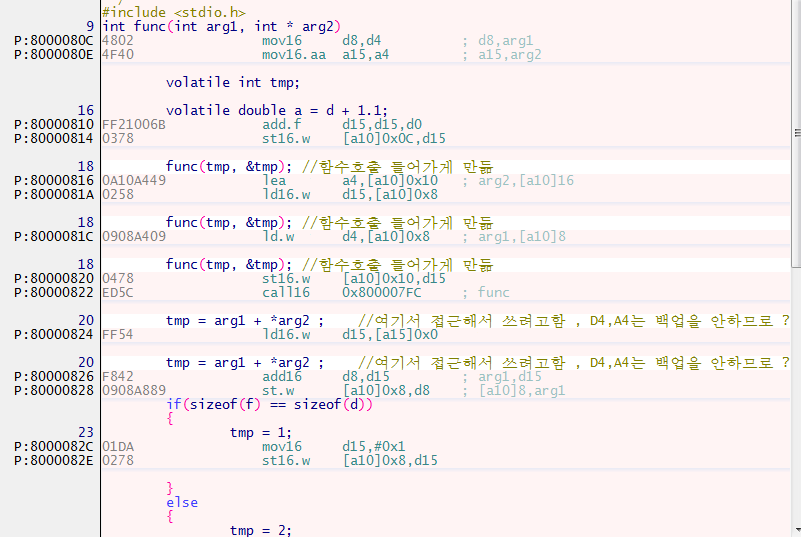 #include <stdio.h>
9 int func(int arg1, int * arg2)
P:8000080C 4802 mov16 d8,d4 ; d8,arg1
P:8000080E 4F40 mov16.aa a15,a4 ; a15,arg2
volatile int tmp;
16 volatile double a = d + 1.1;
P:80000810 FF21006B add.f d15,d15,d0
P:80000814 0378 st16.w [a10]0x0C,d15
18 func(tmp, &tmp); //함수호출 들어가게 만듦
P:80000816 0A10A449 lea a4,[a10]0x10 ; arg2,[a10]16
P:8000081A 0258 ld16.w d15,[a10]0x8
18 func(tmp, &tmp); //함수호출 들어가게 만듦
P:8000081C 0908A409 ld.w d4,[a10]0x8 ; arg1,[a10]8
18 func(tmp, &tmp); //함수호출 들어가게 만듦
P:80000820 0478 st16.w [a10]0x10,d15
P:80000822 ED5C call16 0x800007FC ; func
20 tmp = arg1 + *arg2 ; //여기서 접근해서 쓰려고함 , D4,A4는 백업을 안하므로 ?
P:80000824 FF54 ld16.w d15,[a15]0x0
20 tmp = arg1 + *arg2 ; //여기서 접근해서 쓰려고함 , D4,A4는 백업을 안하므로 ?
P:80000826 F842 add16 d8,d15 ; arg1,d15
P:80000828 0908A889 st.w [a10]0x8,d8 ; [a10]8,arg1
if(sizeof(f) == sizeof(d))
{
23 tmp = 1;
P:8000082C 01DA mov16 d15,#0x1
P:8000082E 0278 st16.w [a10]0x8,d15
}
else
{
tmp = 2;